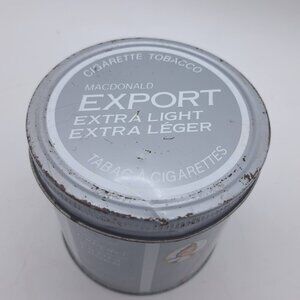 CIGARETTE TOBACCO
MACDONALD
EXPORT
EXTRA LIGHT
EXTRA LÉGER
TABAC À CIGARETTES